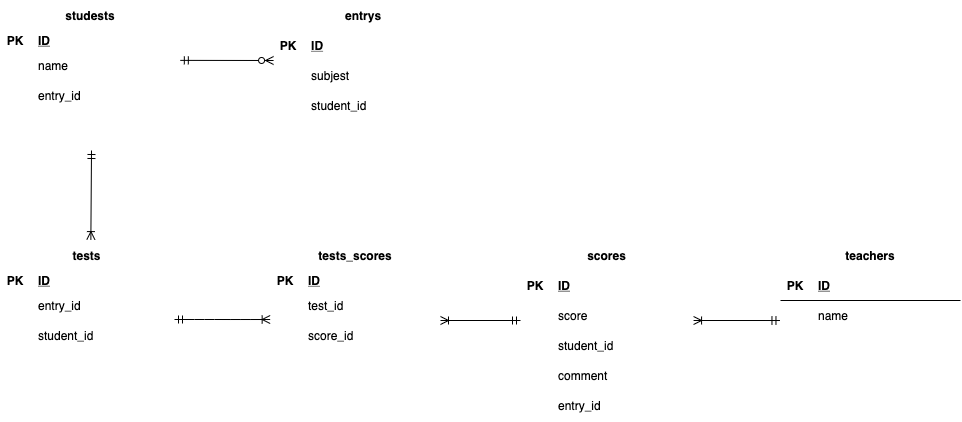 studests
PK ID
name
entry_id
entrys
PK ID
subjest
student_id
tests
PK ID
entry_id
student_id
tests_scores
PK ID
test_id
score_id
scores
PK ID
score
student_id
comment
entry_id
teachers
PK ID
name